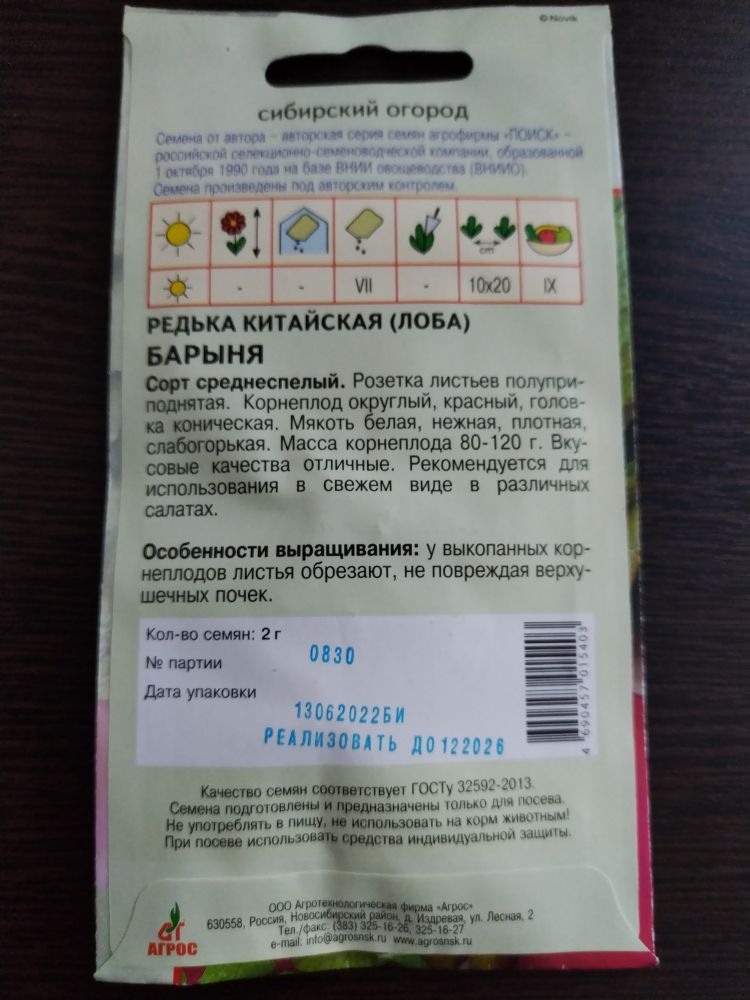 © Novik
сибирский огород
Семена от автора – авторская серия семян агрофирмы «ПОИСК» –
российской селекционно-семеноводческой компании, образованной
1 октября 1990 года на базе ВНИИ овощеводства (ВНИИО).
Семена произведены под авторским контролем.
cm
- - VII - 10x20 IX
РЕДЬКА КИТАЙСКАЯ (ЛОБА)
БАРЫНЯ
Сорт среднеспелый. Розетка листьев полупри-
поднятая. Корнеплод округлый, красный, голов-
ка коническая. Мякоть белая, нежная, плотная,
слабогорькая. Масса корнеплода 80-120 г. Вку-
совые качества отличные. Рекомендуется для
использования в свежем виде в различных
салатах.
Особенности выращивания: у выкопанных кор-
неплодов листья обрезают, не повреждая верху-
шечных почек.
Кол-во семян: 2 г
№ партии 0830
Дата упаковки
13062022БИ
РЕАЛИЗОВАТЬ ДО 122026
4 690457 015403
Качество семян соответствует ГОСТу 32592-2013.
Семена подготовлены и предназначены только для посева.
Не употреблять в пищу, не использовать на корм животным!
При посеве использовать средства индивидуальной защиты.
АГРОС
ООО Агротехнологическая фирма «Агрос»
630558, Россия, Новосибирский район, д. Издревая, ул. Лесная, 2
Тел./факс: (383) 325-16-26, 325-16-27
e-mail: info@agrosnsk.ru www.agrosnsk.ru